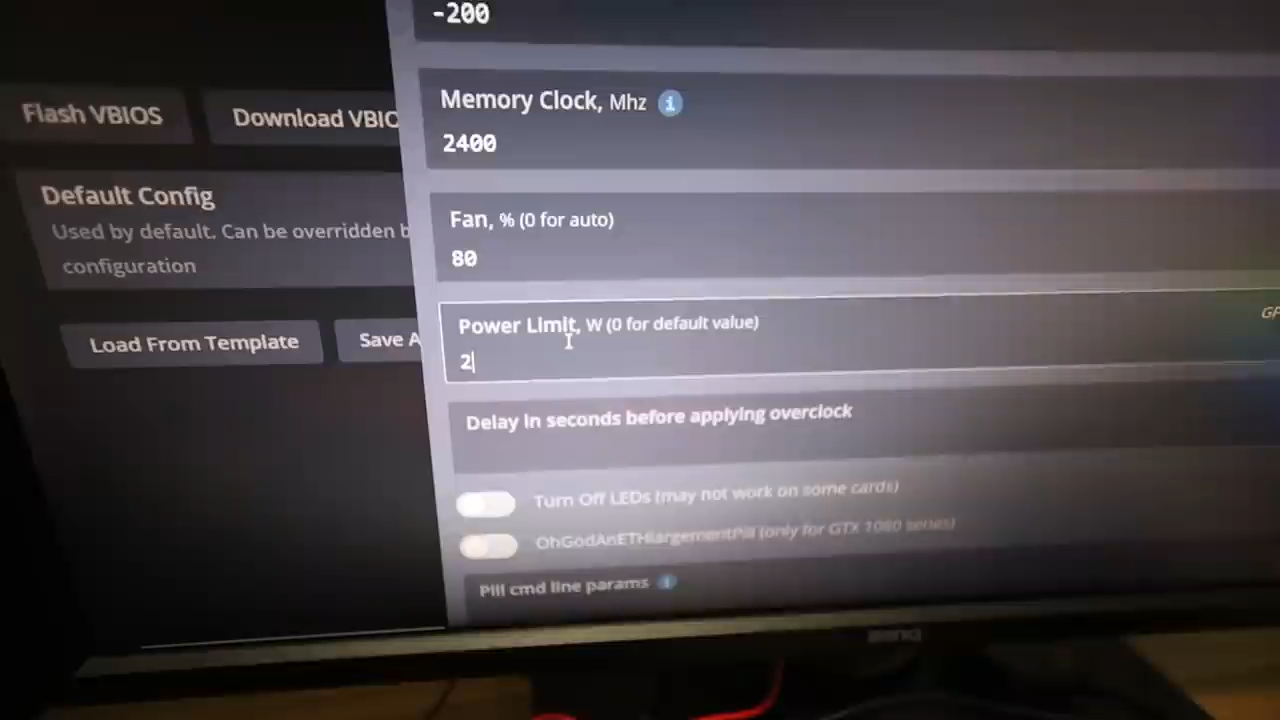 -200
Memory Clock, Mhz i
2400
Flash VBIOS
Download VBIO
Default Config
Used by default. Can be overridden b
configuration
Fan, % (0 for auto)
80
Power Limit, W (0 for default value)
2
Load From Template
Save A
Delay in seconds before applying overclock
Turn Off LEDs (may not work on some cards)
OhGodAnETHlargementPill (only for GTX 1080 series)
Pill cmd line params i